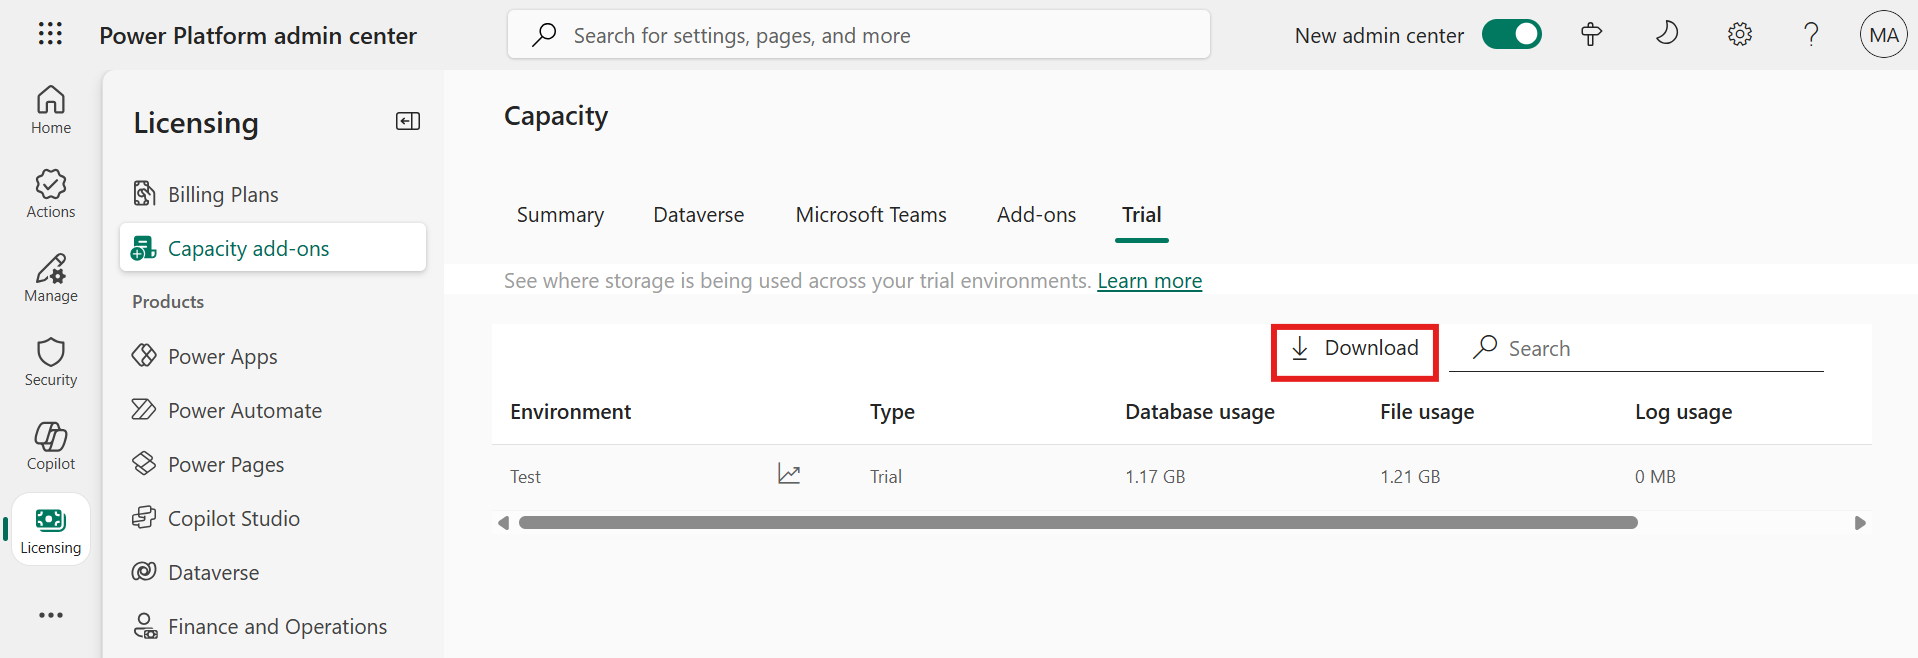 Power Platform admin center
Search for settings, pages, and more
New admin center
MA
Home
Actions
Manage
Security
Copilot
Licensing
Licensing
Billing Plans
Capacity add-ons
Products
Power Apps
Power Automate
Power Pages
Copilot Studio
Dataverse
Finance and Operations
Capacity
Summary Dataverse Microsoft Teams Add-ons Trial
See where storage is being used across your trial environments. Learn more
Download Search
Environment Type Database usage File usage Log usage
Test Trial 1.17 GB 1.21 GB 0 MB